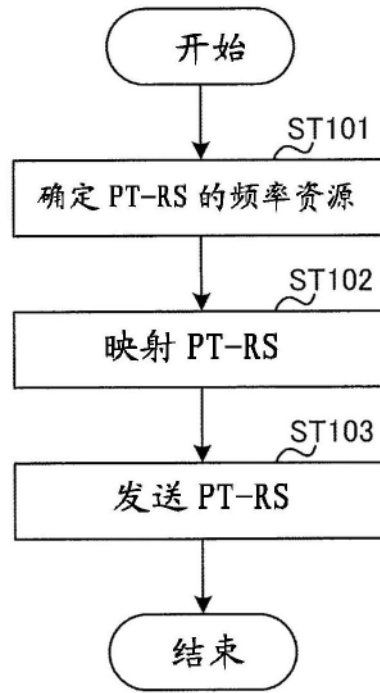 开始
ST101
确定 PT-RS 的频率资源
ST102
映射 PT-RS
ST103
发送 PT-RS
结束